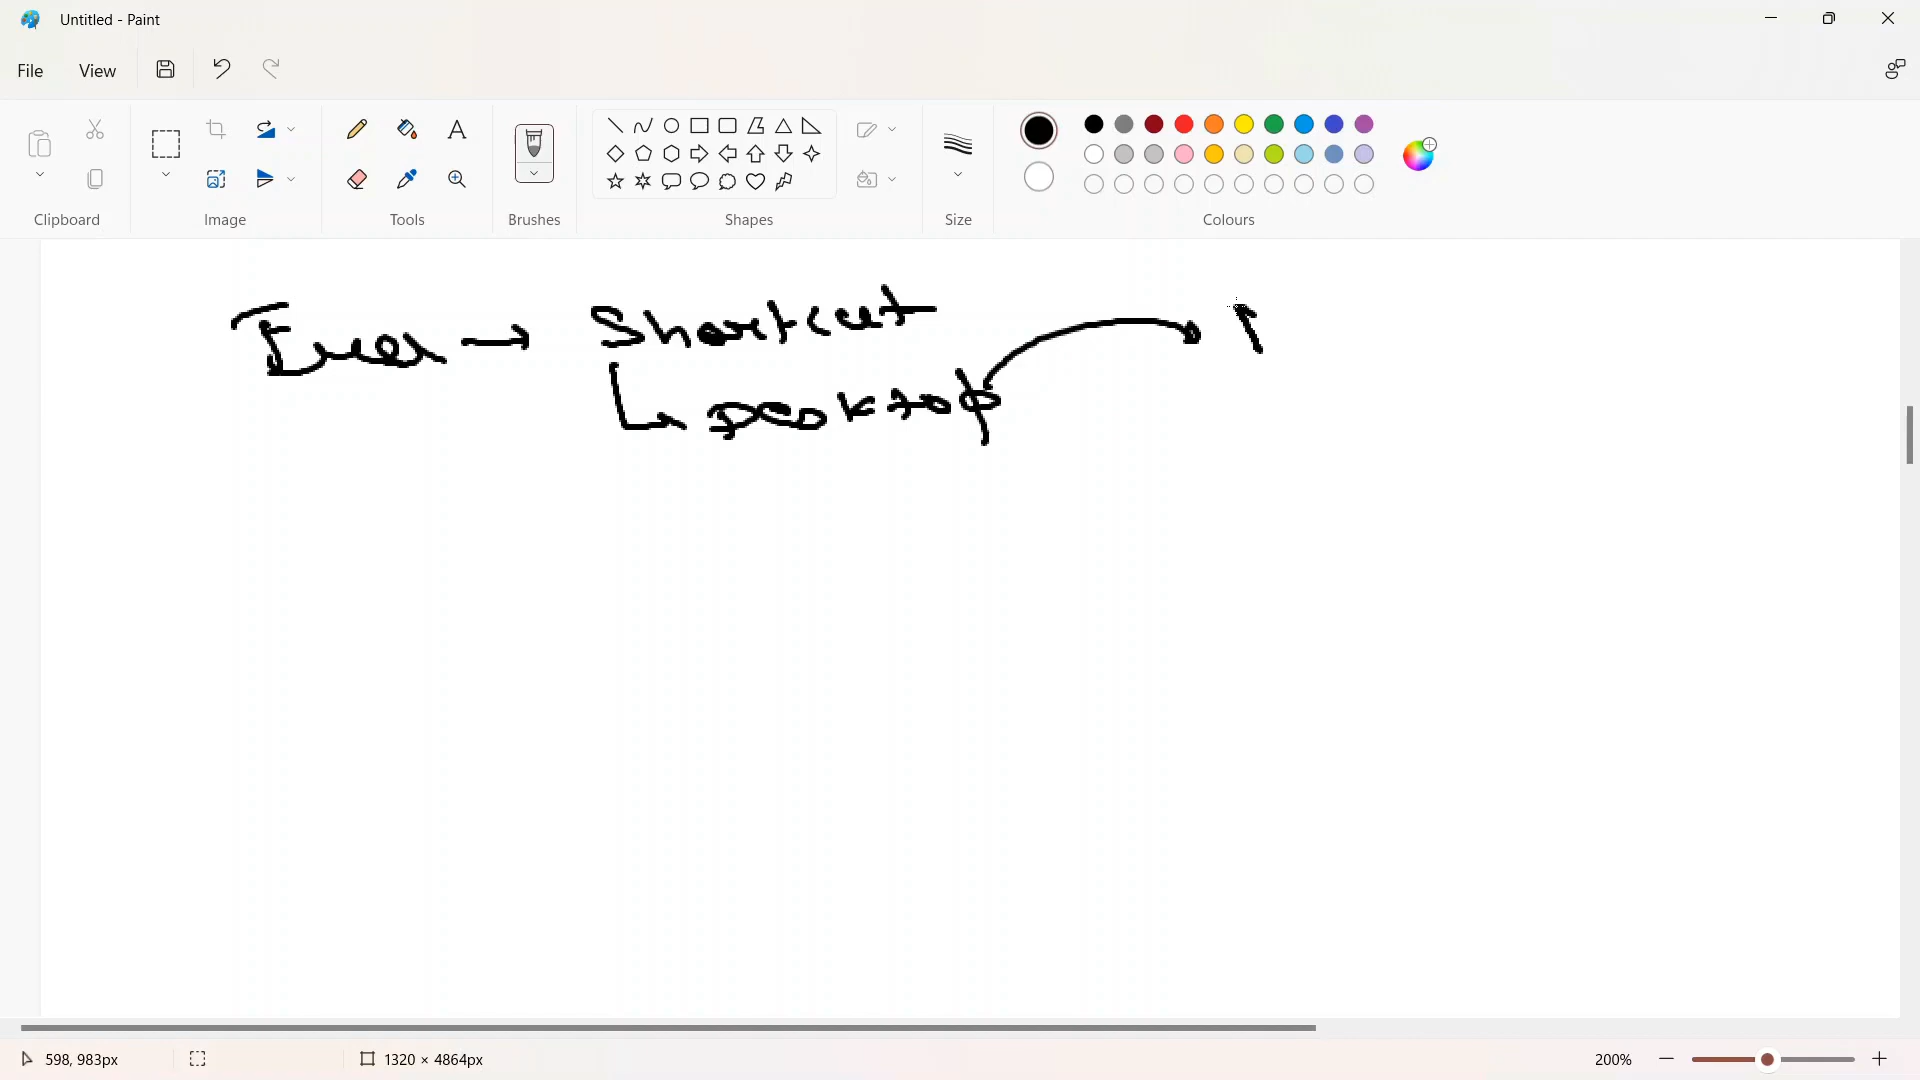 Untitled - Paint
File View
Clipboard Image Tools Brushes Shapes Size Colours
→ Shortcut
Desktop
598, 983px 1320 × 4864px 200%